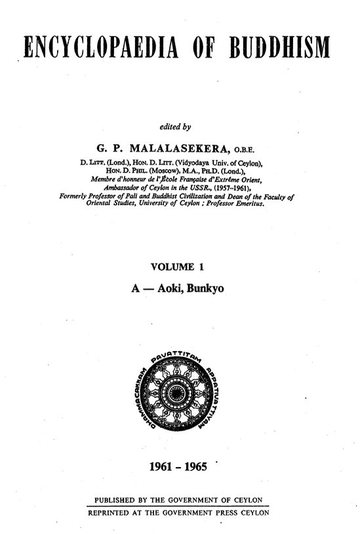 ENCYCLOPAEDIA OF BUDDHISM
edited by
G. P. MALALASEKERA, O.B.E.
D. LITT. (Lond.), HON. D. LITT. (Vidyodaya Univ. of Ceylon),
HON. D. PHIL. (Moscow), M.A., PH.D. (Lond.),
Membre d'honneur de l'École Française d'Extrême Orient,
Ambassador of Ceylon in the USSR., (1957-1961),
Formerly Professor of Pali and Buddhist Civilization and Dean of the Faculty of
Oriental Studies, University of Ceylon : Professor Emeritus.
VOLUME 1
A — Aoki, Bunkyo
DHAMMACAKKAM PAVATTITAM APPATIVATTIYAM
1961 – 1965
PUBLISHED BY THE GOVERNMENT OF CEYLON
REPRINTED AT THE GOVERNMENT PRESS CEYLON